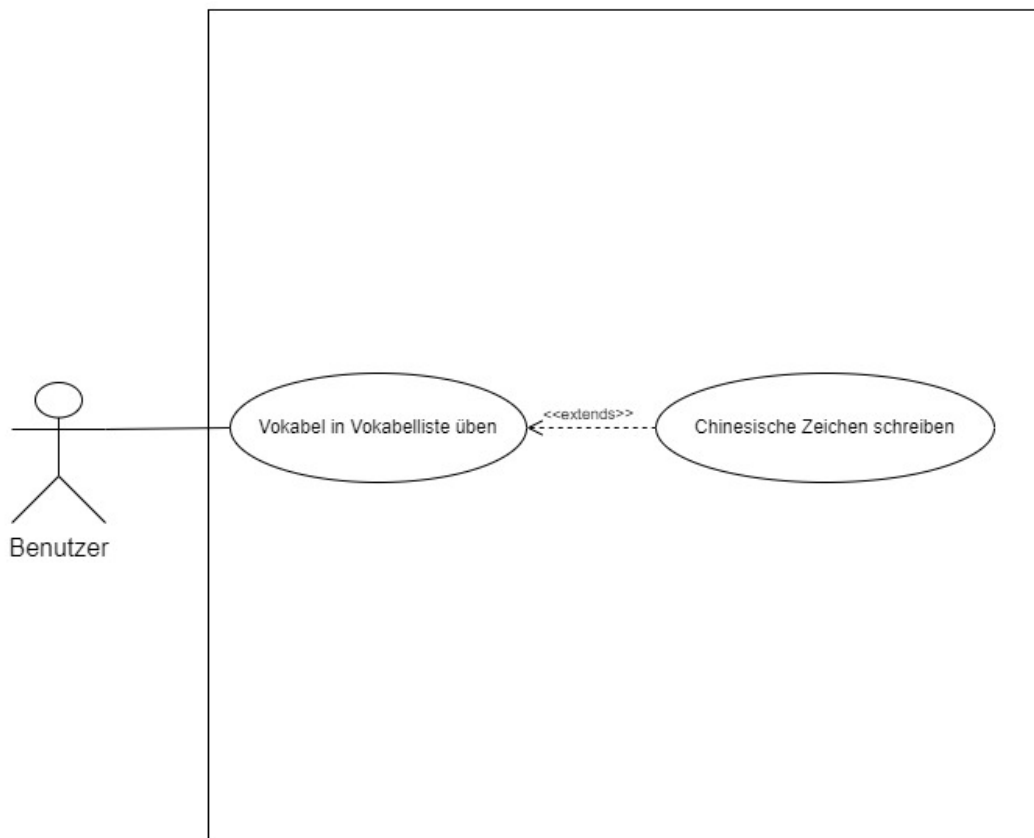 Vokabel in Vokabelliste üben
<<extends>>
Chinesische Zeichen schreiben
Benutzer